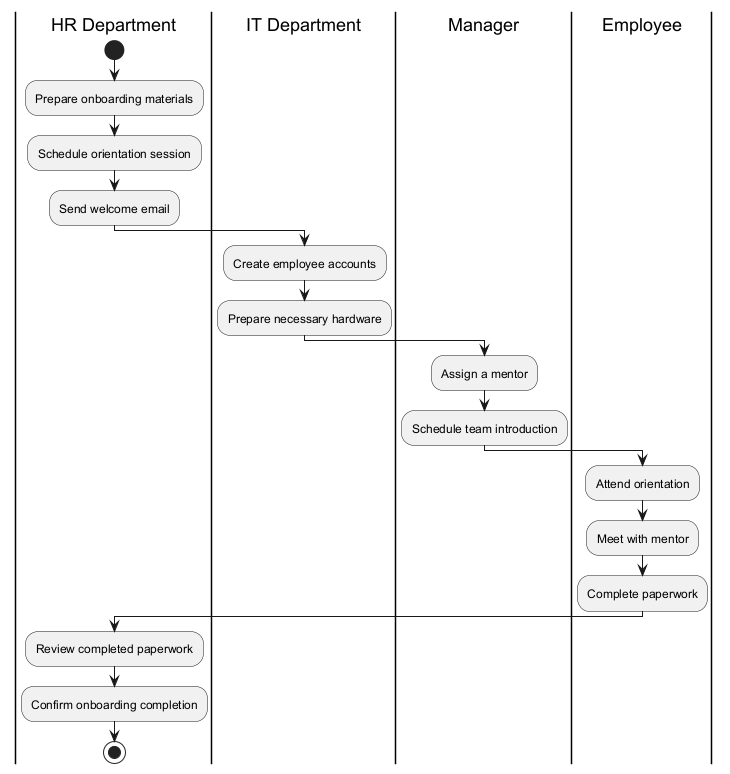 HR Department
IT Department
Manager
Employee
Prepare onboarding materials
Schedule orientation session
Send welcome email
Create employee accounts
Prepare necessary hardware
Assign a mentor
Schedule team introduction
Attend orientation
Meet with mentor
Complete paperwork
Review completed paperwork
Confirm onboarding completion